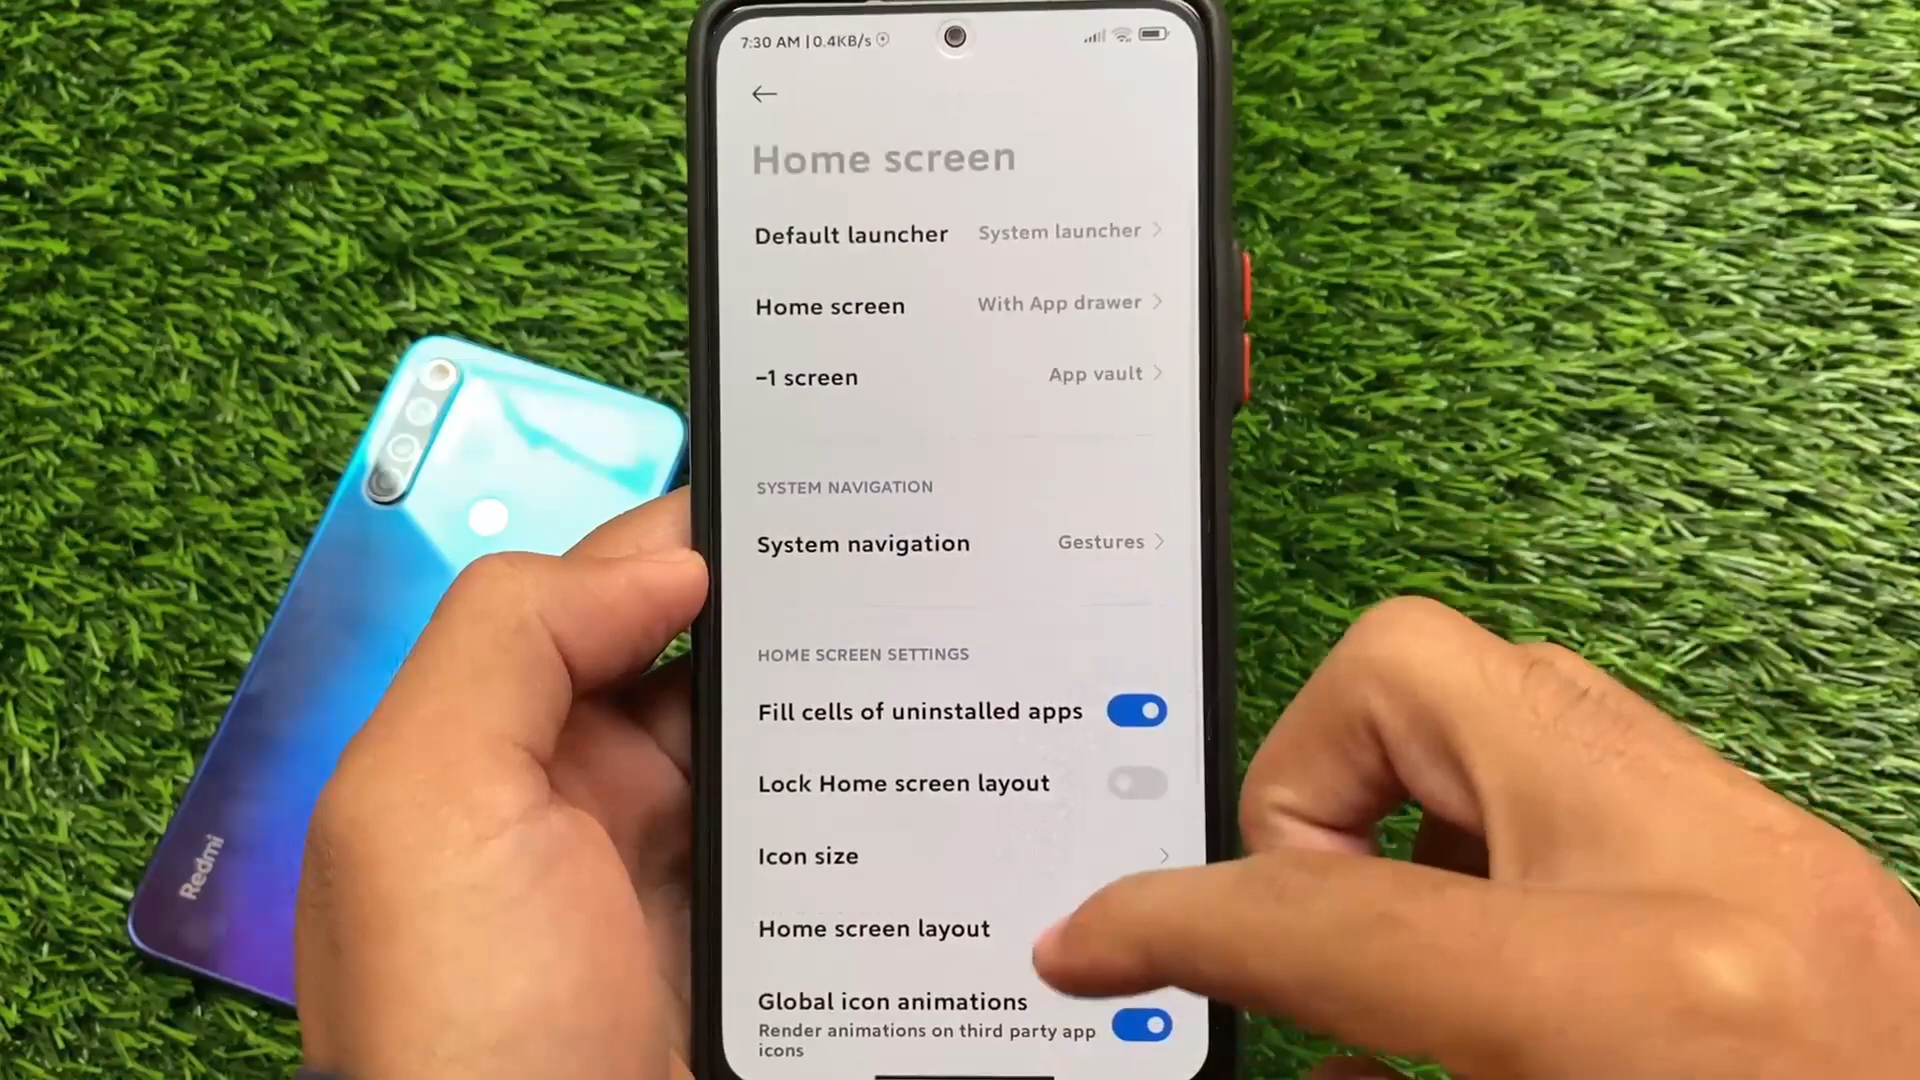 7:30 AM | 0.4KB/s
Home screen
Default launcher System launcher
Home screen With App drawer
-1 screen App vault
SYSTEM NAVIGATION
System navigation Gestures
HOME SCREEN SETTINGS
Fill cells of uninstalled apps
Lock Home screen layout
Icon size
Home screen layout
Global icon animations
Render animations on third party app
icons
Redmi